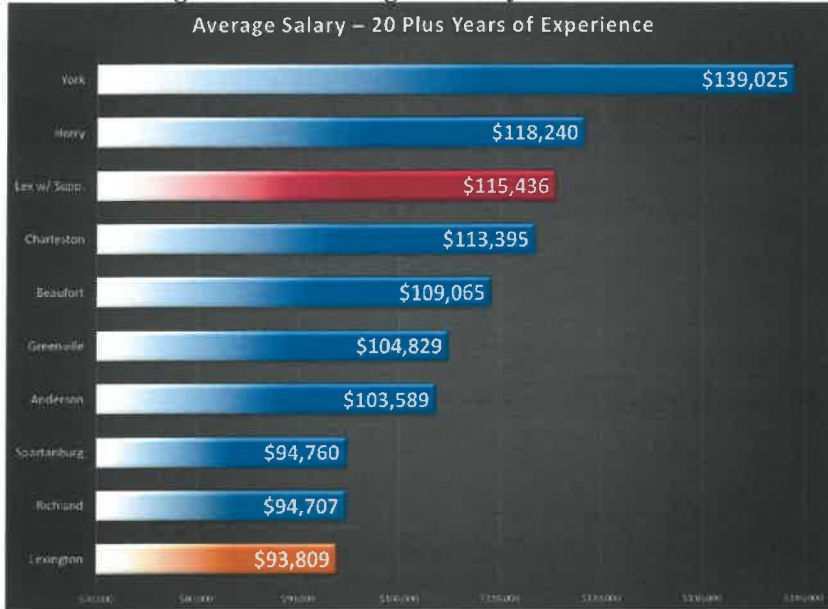 Average Salary – 20 Plus Years of Experience
York
$139,025
Horry
$118,240
Lex w/ Supp.
$115,436
Charleston
$113,395
Beaufort
$109,065
Greenville
$104,829
Anderson
$103,589
Spartanburg
$94,760
Richland
$94,707
Lexington
$93,809